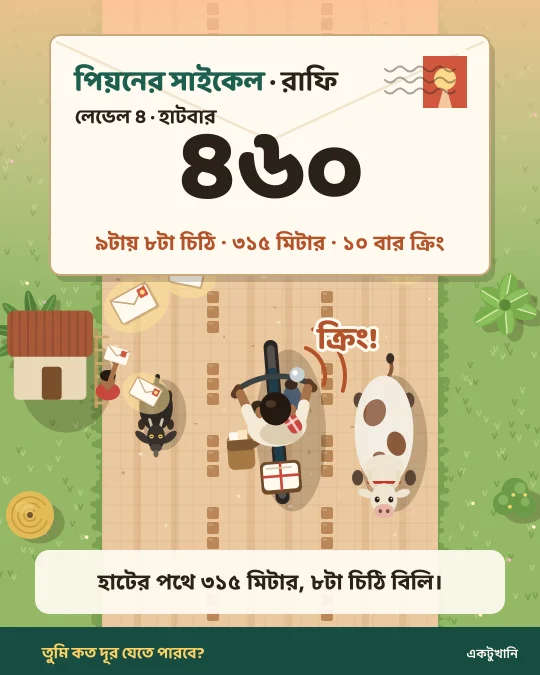 পিয়নের সাইকেল · রাফি
লেভেল ৪ · হাটবার
৪৬০
৯টায় ৮টা চিঠি · ৩১৫ মিটার · ১০ বার ক্রিং
ক্রিং!
হাটের পথে ৩১৫ মিটার, ৮টা চিঠি বিলি।
তুমি কত দূর যেতে পারবে?
একটুখানি